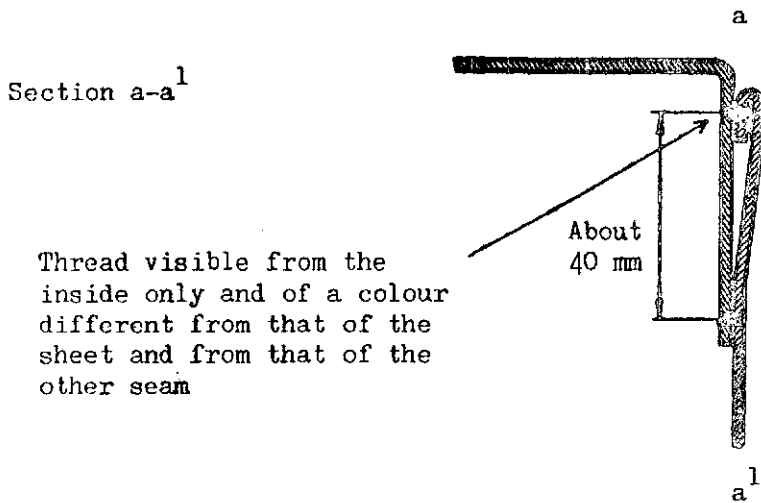 a
Section a-a¹
About
40 mm
Thread visible from the
inside only and of a colour
different from that of the
sheet and from that of the
other seam
a¹